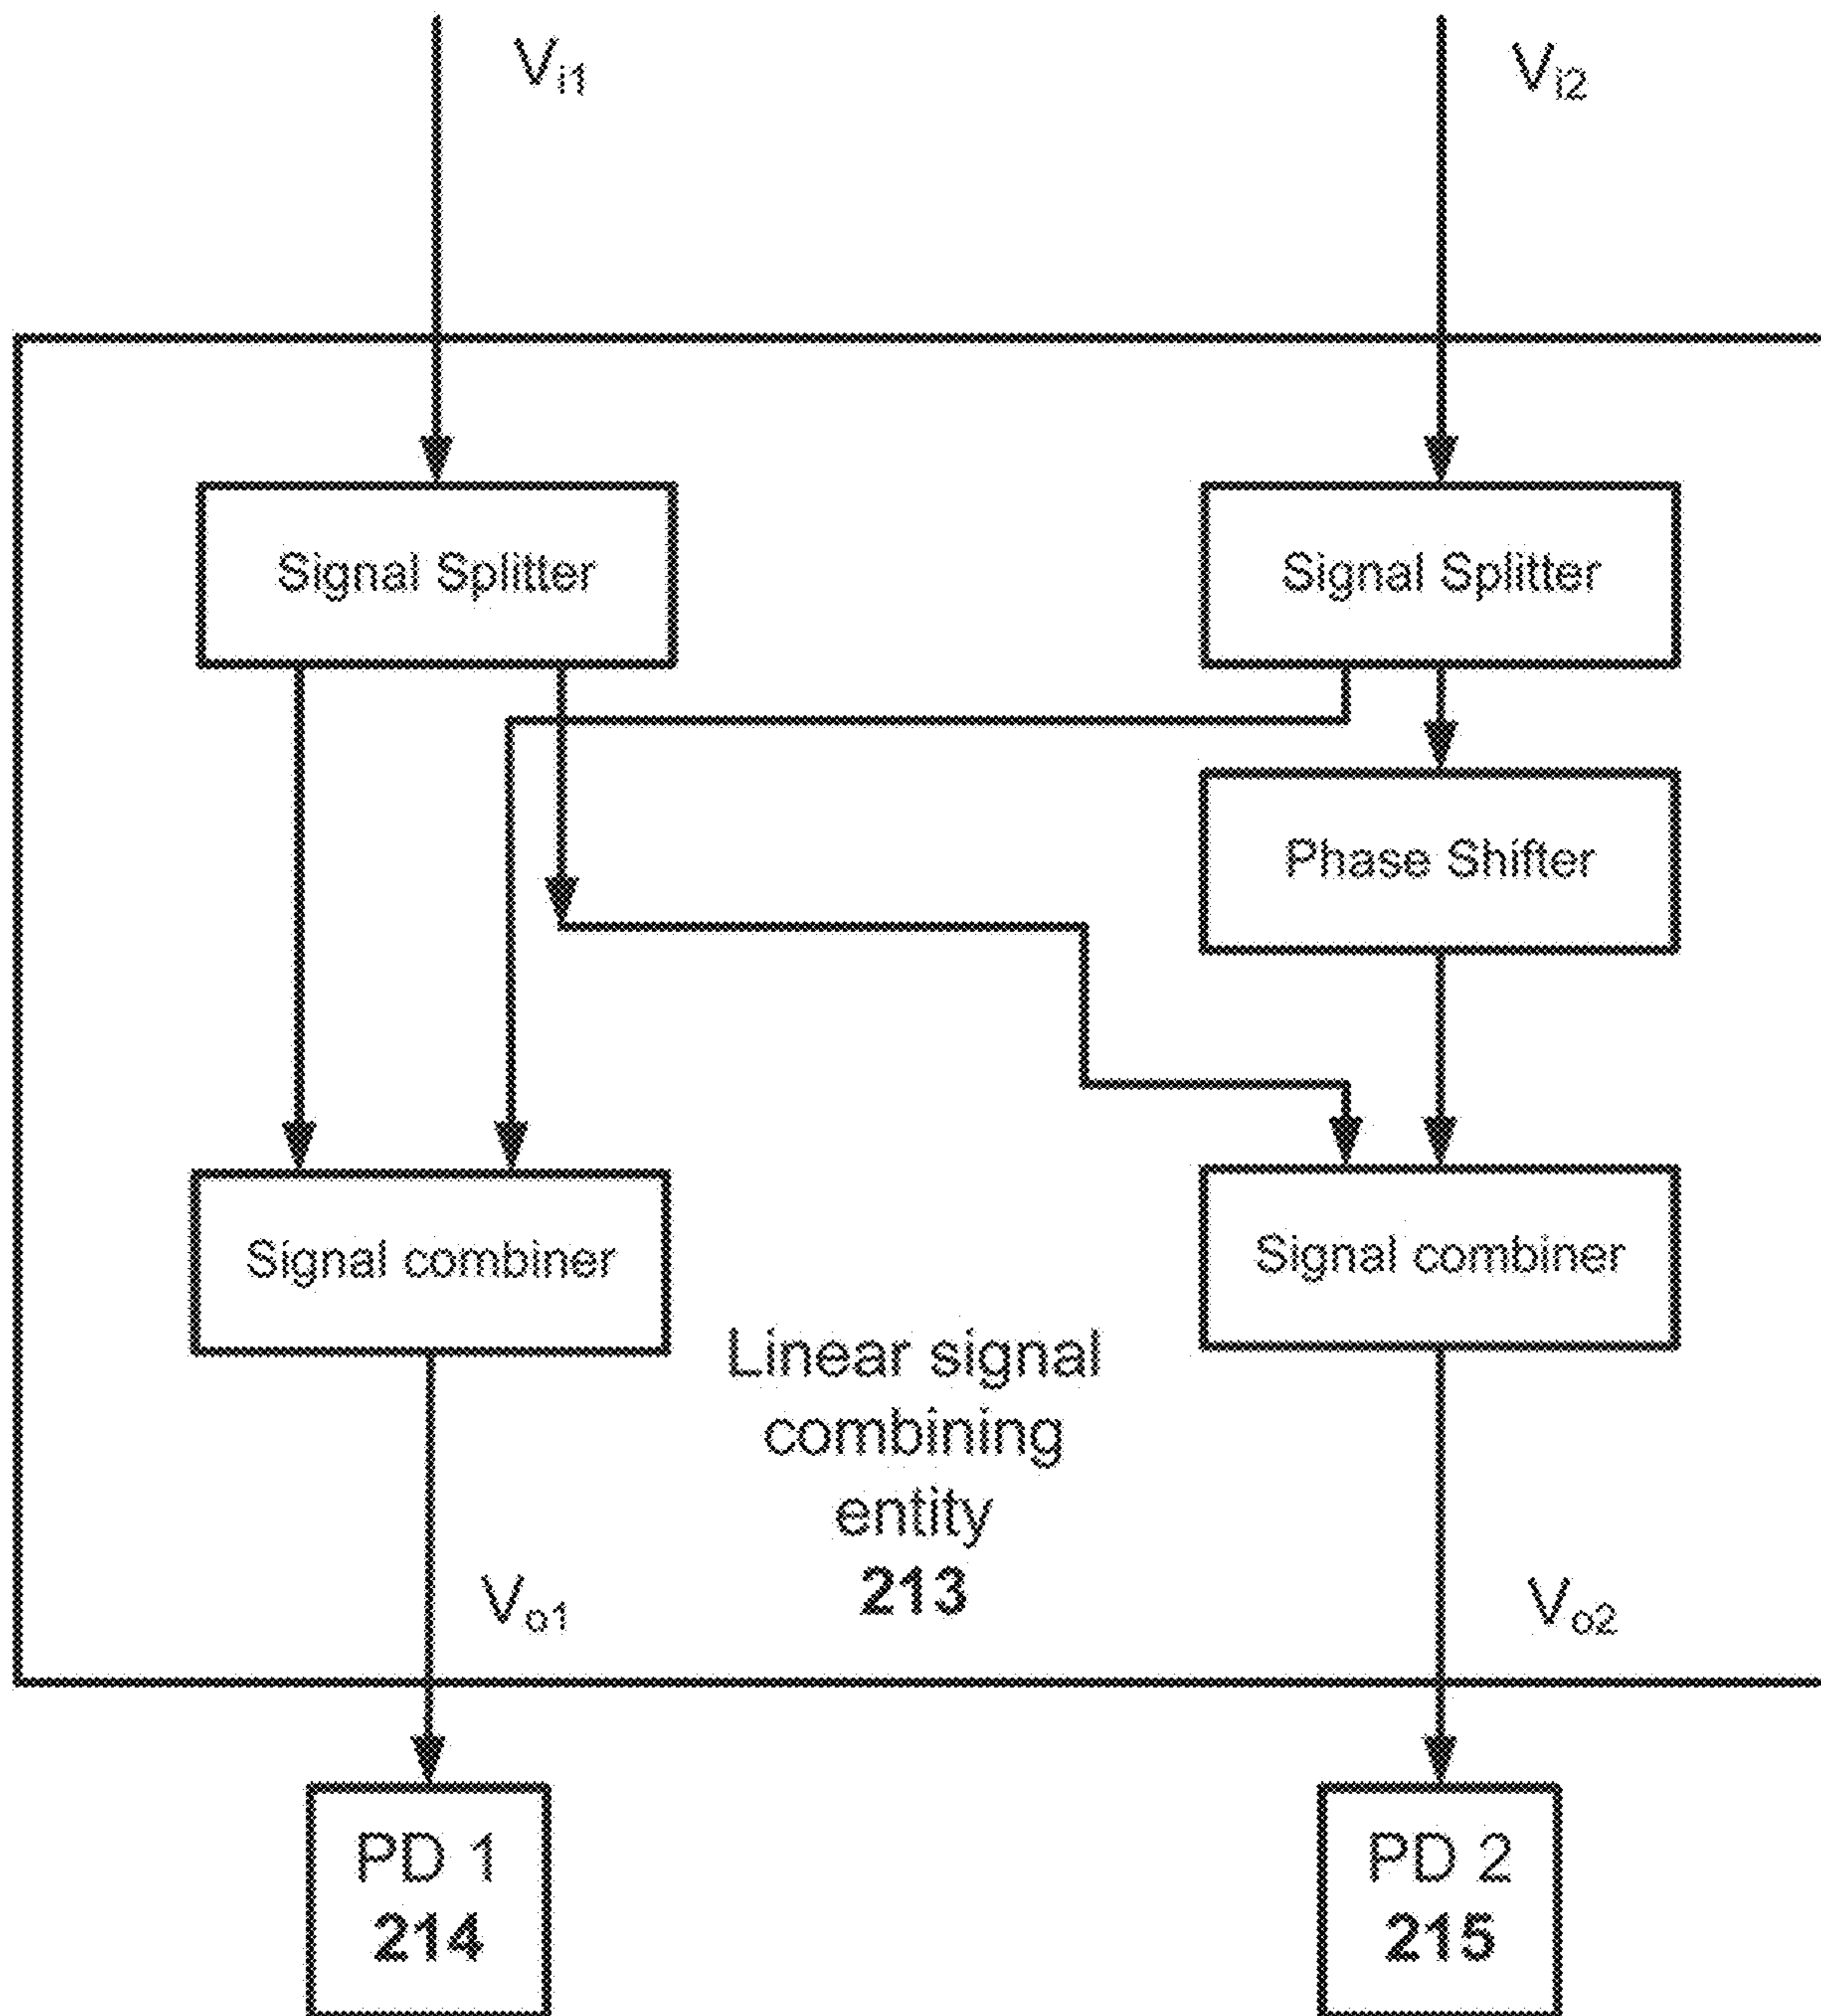 Vi1
Vi2
Signal Splitter
Signal Splitter
Phase Shifter
Signal combiner
Signal combiner
Linear signal
combining
entity
213
Vo1
Vo2
PD 1
214
PD 2
215